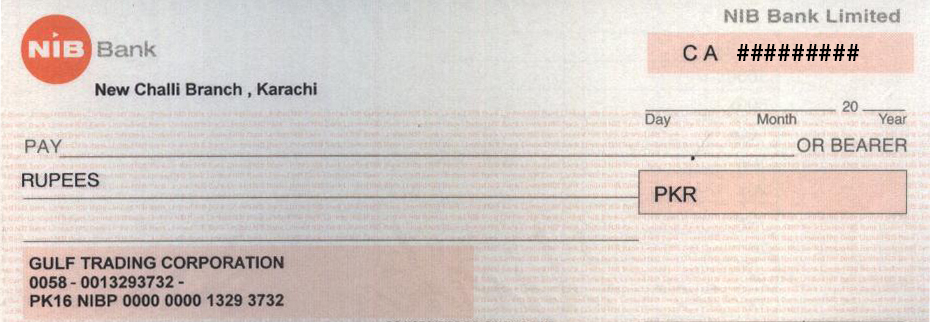 NIB Bank Limited
NIB Bank
CA #########
New Challi Branch , Karachi
20
Day Month Year
PAY OR BEARER
RUPEES
PKR
GULF TRADING CORPORATION
0058 - 0013293732 -
PK16 NIBP 0000 0000 1329 3732